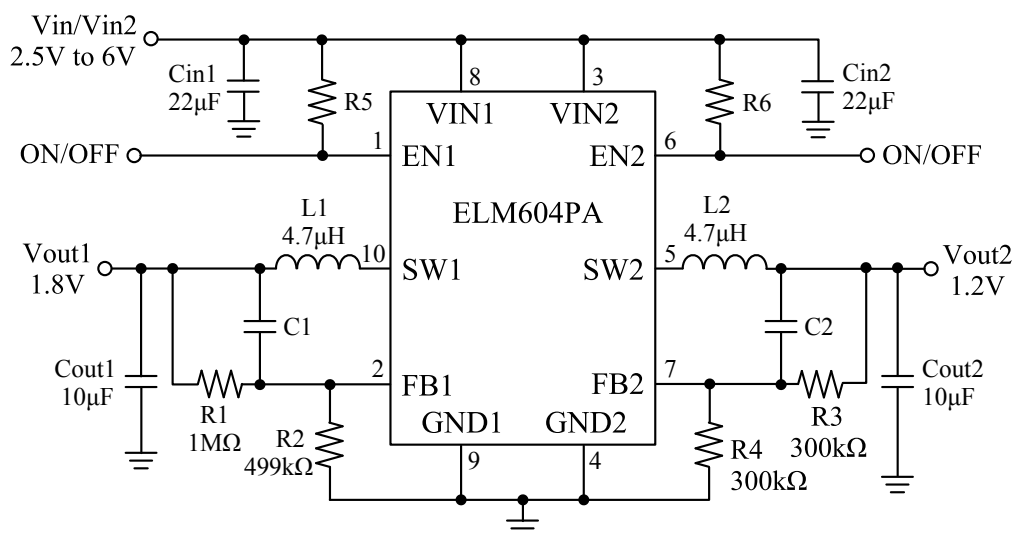 Vin/Vin2
2.5V to 6V
Cin1
22μF
R5
8
3
VIN1
VIN2
R6
Cin2
22μF
ON/OFF
1
EN1
EN2
6
ON/OFF
ELM604PA
L1
4.7μH
L2
4.7μH
Vout1
1.8V
10
SW1
SW2
5
Vout2
1.2V
C1
C2
Cout1
10μF
2
FB1
FB2
7
Cout2
10μF
R1
1MΩ
R2
499kΩ
GND1
GND2
9
4
R4
300kΩ
R3
300kΩ